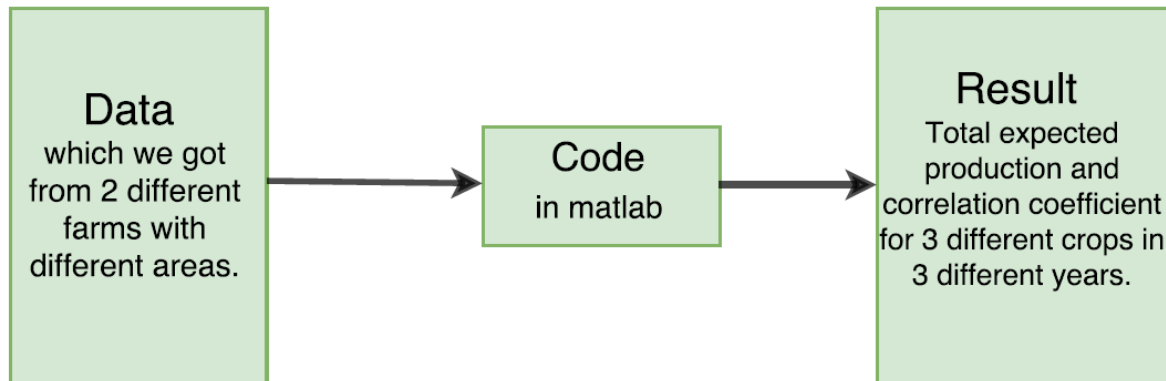 Data
which we got
from 2 different
farms with
different areas.
Code
in matlab
Result
Total expected
production and
correlation coefficient
for 3 different crops in
3 different years.